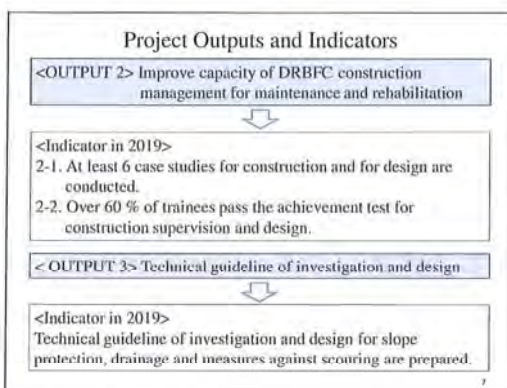 Project Outputs and Indicators
<OUTPUT 2> Improve capacity of DRBFC construction
management for maintenance and rehabilitation
<Indicator in 2019>
2-1. At least 6 case studies for construction and for design are
conducted.
2-2. Over 60 % of trainees pass the achievement test for
construction supervision and design.
< OUTPUT 3> Technical guideline of investigation and design
<Indicator in 2019>
Technical guideline of investigation and design for slope
protection, drainage and measures against scouring are prepared.
7